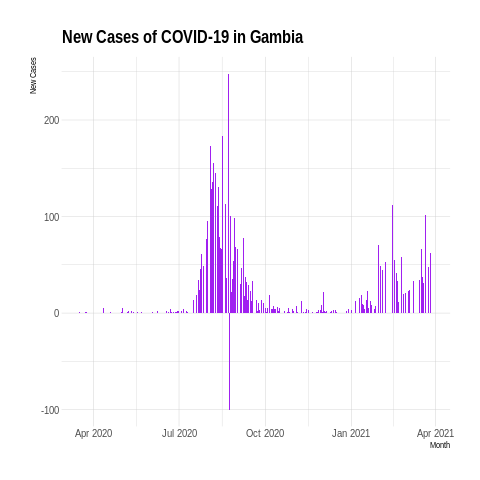 New Cases of COVID-19 in Gambia
New Cases
200
100
0
-100
Apr 2020
Jul 2020
Oct 2020
Jan 2021
Apr 2021
Month